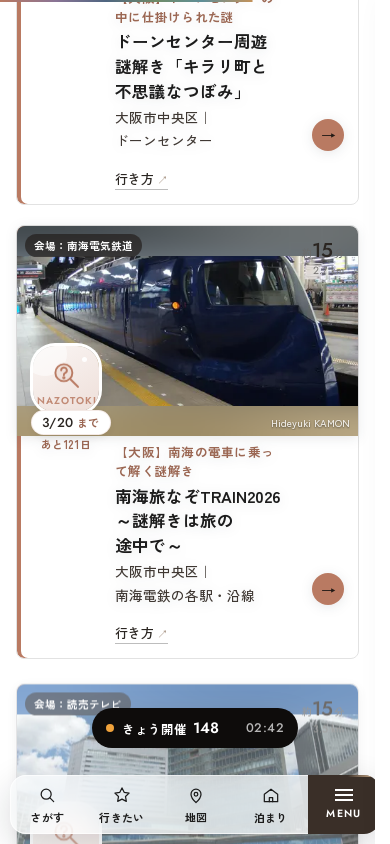 中に仕掛けられた謎
ドーンセンター周遊
謎解き「キラリ町と
不思議なつぼみ」
大阪市中央区｜
ドーンセンター
→
行き方 ↗
会場：南海電気鉄道
15
NAZOTOKI
3/20 まで
Hideyuki KAMON
あと121日
【大阪】南海の電車に乗っ
て解く謎解き
南海旅なぞTRAIN2026
～謎解きは旅の
途中で～
大阪市中央区｜
南海電鉄の各駅・沿線
→
行き方 ↗
会場：読売テレビ
15
きょう開催 148 02:42
さがす
行きたい
地図
泊まり
MENU